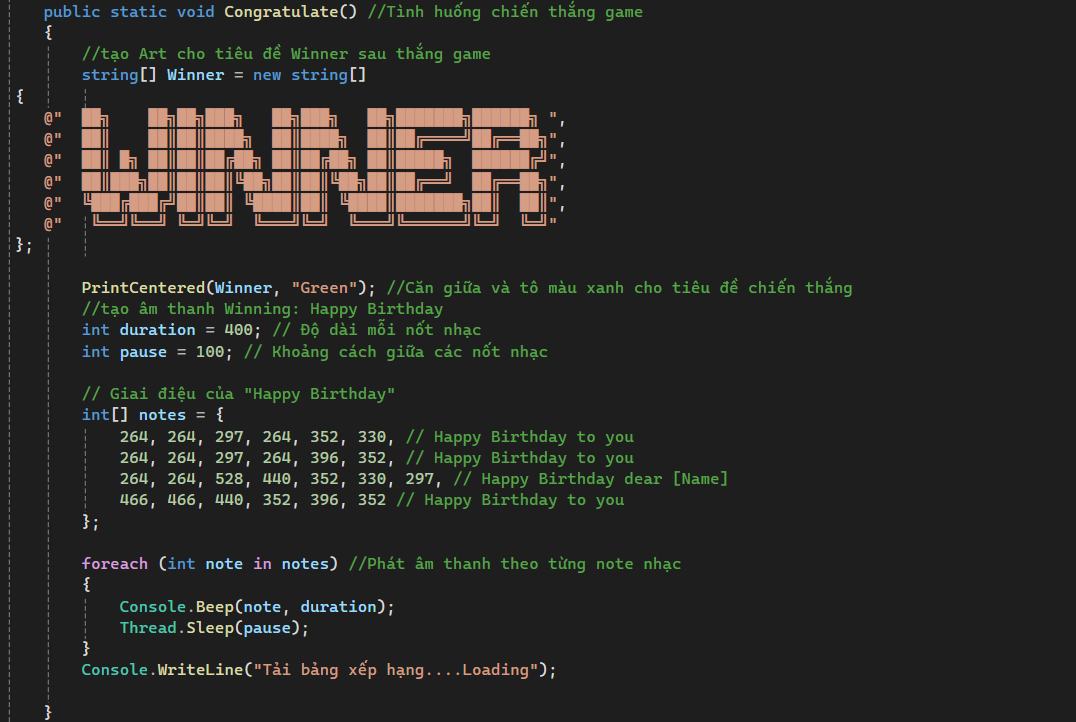 public static void Congratulate() //Tình huống chiến thắng game
{
//tạo Art cho tiêu đề Winner sau thắng game
string[] Winner = new string[]
{
@"  ██╗    ██╗██╗███╗   ██╗███╗   ██╗███████╗██████╗ ",
@"  ██║    ██║██║████╗  ██║████╗  ██║██╔════╝██╔══██╗",
@"  ██║ █╗ ██║██║██╔██╗ ██║██╔██╗ ██║█████╗  ██████╔╝",
@"  ██║███╗██║██║██║╚██╗██║██║╚██╗██║██╔══╝  ██╔══██╗",
@"  ╚███╔███╔╝██║██║ ╚████║██║ ╚████║███████╗██║  ██║",
@"   ╚══╝╚══╝ ╚═╝╚═╝  ╚═══╝╚═╝  ╚═══╝╚══════╝╚═╝  ╚═╝"
};
PrintCentered(Winner, "Green"); //Căn giữa và tô màu xanh cho tiêu đề chiến thắng
//tạo âm thanh Winning: Happy Birthday
int duration = 400; // Độ dài mỗi nốt nhạc
int pause = 100; // Khoảng cách giữa các nốt nhạc
// Giai điệu của "Happy Birthday"
int[] notes = {
264, 264, 297, 264, 352, 330, // Happy Birthday to you
264, 264, 297, 264, 396, 352, // Happy Birthday to you
264, 264, 528, 440, 352, 330, 297, // Happy Birthday dear [Name]
466, 466, 440, 352, 396, 352 // Happy Birthday to you
};
foreach (int note in notes) //Phát âm thanh theo từng note nhạc
{
Console.Beep(note, duration);
Thread.Sleep(pause);
}
Console.WriteLine("Tải bảng xếp hạng....Loading");
}